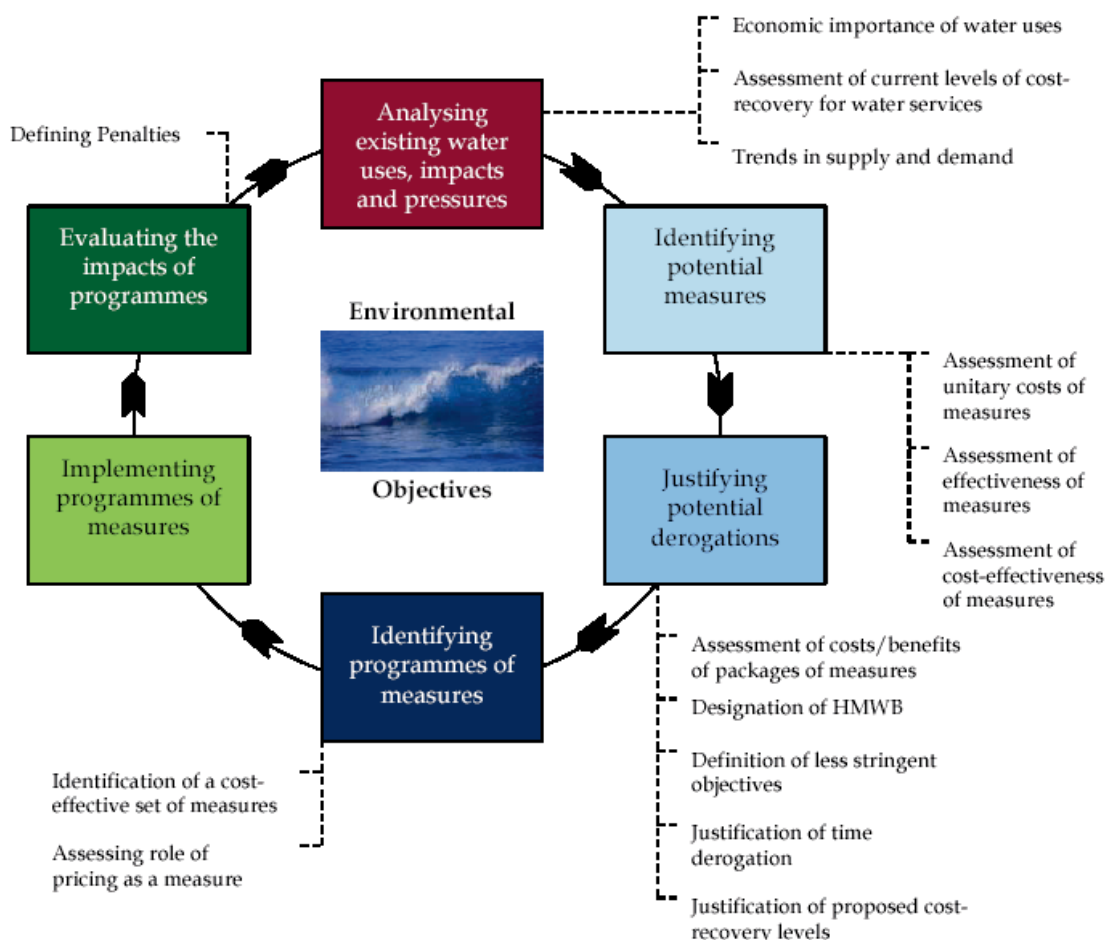 Economic importance of water uses
Assessment of current levels of cost-
recovery for water services
Trends in supply and demand
Defining Penalties
Analysing
existing water
uses, impacts
and pressures
Evaluating the
impacts of
programmes
Identifying
potential
measures
Environmental
Objectives
Assessment of
unitary costs of
measures
Assessment of
effectiveness of
measures
Assessment of
cost-effectiveness
of measures
Implementing
programmes of
measures
Justifying
potential
derogations
Identifying
programmes of
measures
Assessment of costs/benefits
of packages of measures
Designation of HMWB
Definition of less stringent
objectives
Justification of time
derogation
Justification of proposed cost-
recovery levels
Identification of a cost-
effective set of measures
Assessing role of
pricing as a measure